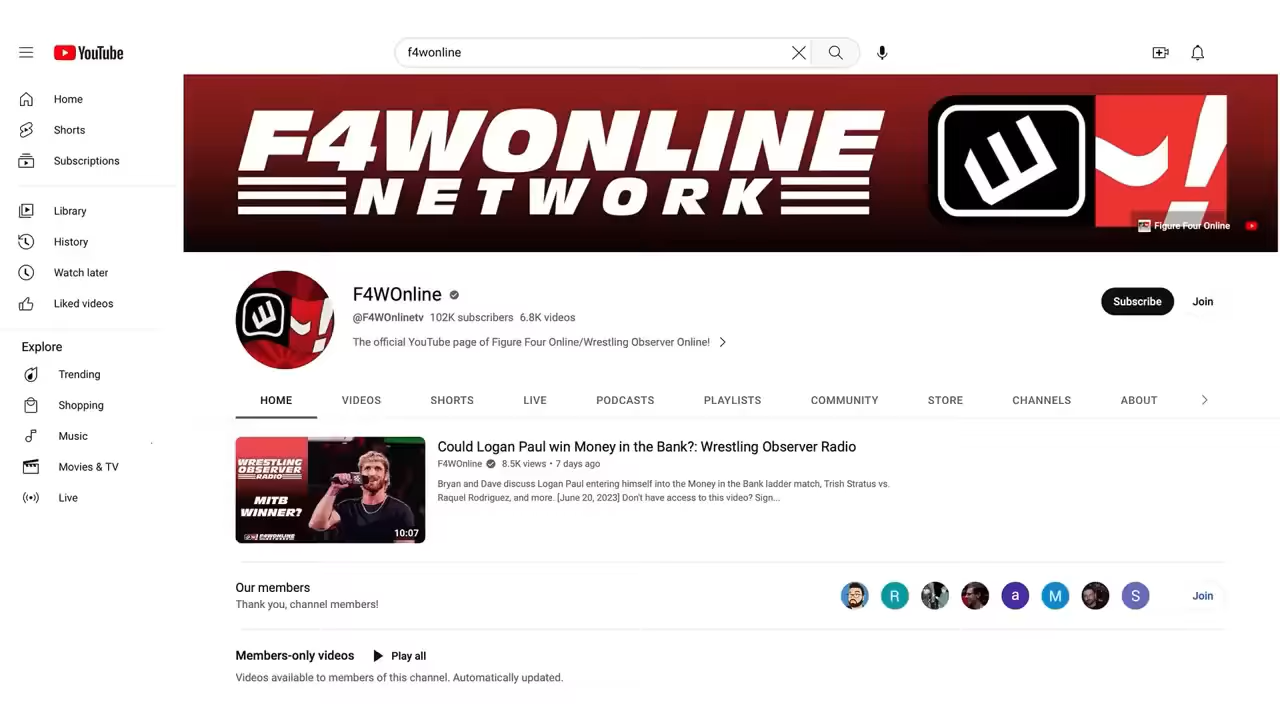 YouTube
f4wonline
Home
Shorts
Subscriptions
Library
History
Watch later
Liked videos
Explore
Trending
Shopping
Music
Movies & TV
Live
F4WONLINE
NETWORK
Figure Four Online
F4WOnline
@F4WOnlinetv 102K subscribers 6.8K videos
The official YouTube page of Figure Four Online/Wrestling Observer Online!
Subscribe
Join
HOME VIDEOS SHORTS LIVE PODCASTS PLAYLISTS COMMUNITY STORE CHANNELS ABOUT
WRESTLING
OBSERVER
RADIO
MITB
WINNER?
F4WONLINE
NETWORK
10:07
Could Logan Paul win Money in the Bank?: Wrestling Observer Radio
F4WOnline 8.5K views • 7 days ago
Bryan and Dave discuss Logan Paul entering himself into the Money in the Bank ladder match, Trish Stratus vs.
Raquel Rodriguez, and more. [June 20, 2023] Don't have access to this video? Sign...
Our members
Thank you, channel members!
R a M S
Join
Members-only videos Play all
Videos available to members of this channel. Automatically updated.